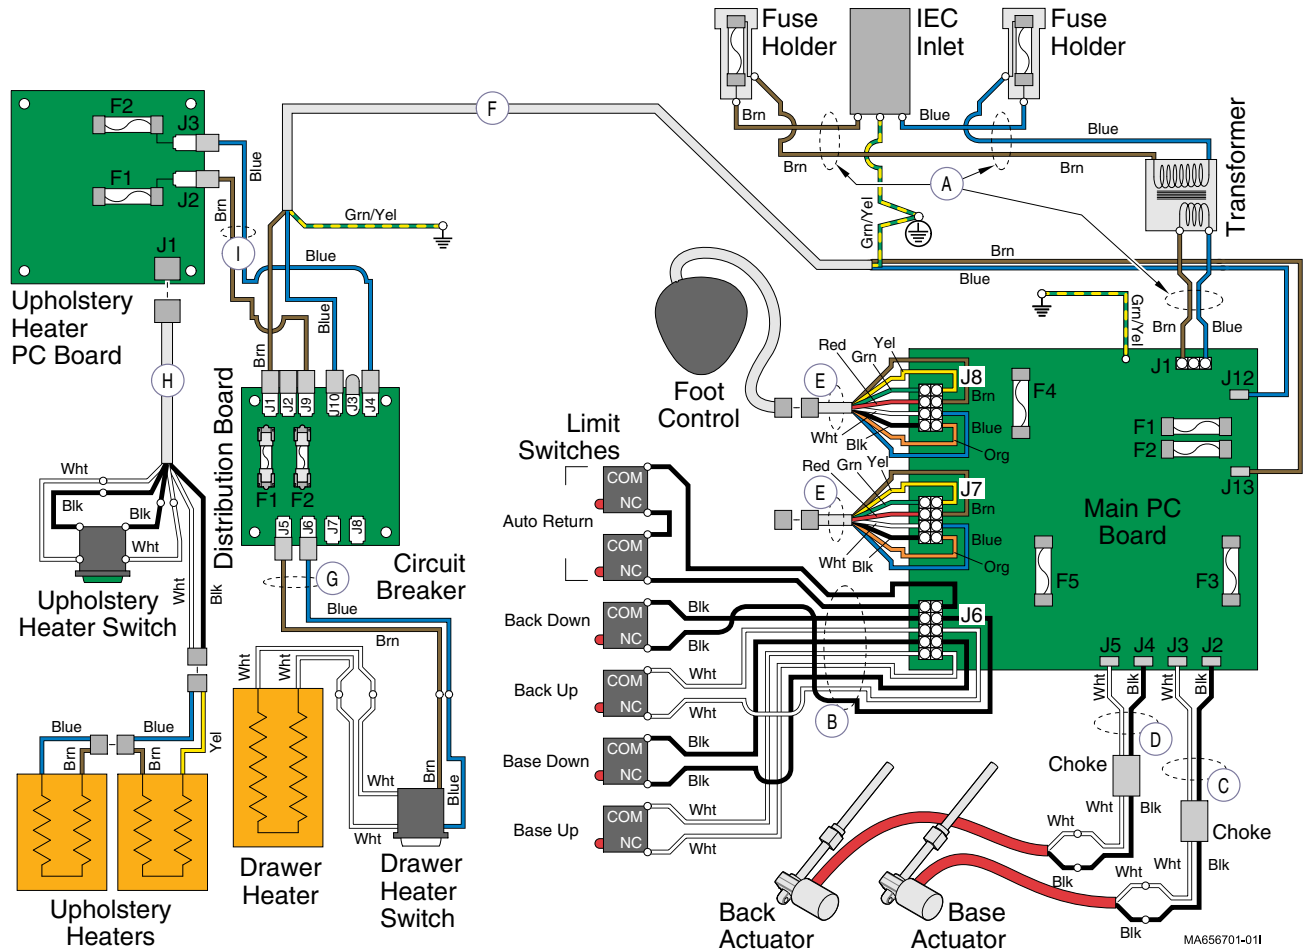 Fuse
Holder
IEC
Inlet
Fuse
Holder
Brn
Blue
Blue
Brn
A
Transformer
F
F2
J3
F1
J2
J1
Blue
Brn
I
Grn/Yel
Blue
Upholstery
Heater
PC Board
Grn/Yel
Brn
Blue
Brn
Blue
Grn/Yel
Foot
Control
E
Red
Grn
Yel
Wht
Blk
J8
Brn
Blue
Org
F4
J1
J12
F1
F2
J13
Main PC
Board
H
Brn
Blue
Distribution Board
J1
J2
J9
J10
J3
J4
F1
F2
J5
J6
J7
J8
Limit
Switches
COM
NC
Auto Return
COM
NC
E
Red
Grn
Yel
Wht
Blk
J7
Brn
Blue
Org
F5
F3
Wht
Blk
Blk
Wht
Upholstery
Heater Switch
Wht
Blk
G
Circuit
Breaker
Blue
Brn
Back Down
COM
NC
Blk
Blk
J6
Back Up
COM
NC
Wht
Wht
B
Base Down
COM
NC
Blk
Blk
Base Up
COM
NC
Wht
Wht
J5
J4
J3
J2
Wht
Blk
Wht
Blk
D
C
Choke
Wht
Blk
Choke
Wht
Blk
Wht
Blk
Wht
Blk
Blue
Brn
Blue
Brn
Yel
Upholstery
Heaters
Wht
Wht
Wht
Wht
Brn
Blue
Drawer
Heater
Drawer
Heater
Switch
Back
Actuator
Base
Actuator
MA656701-01I